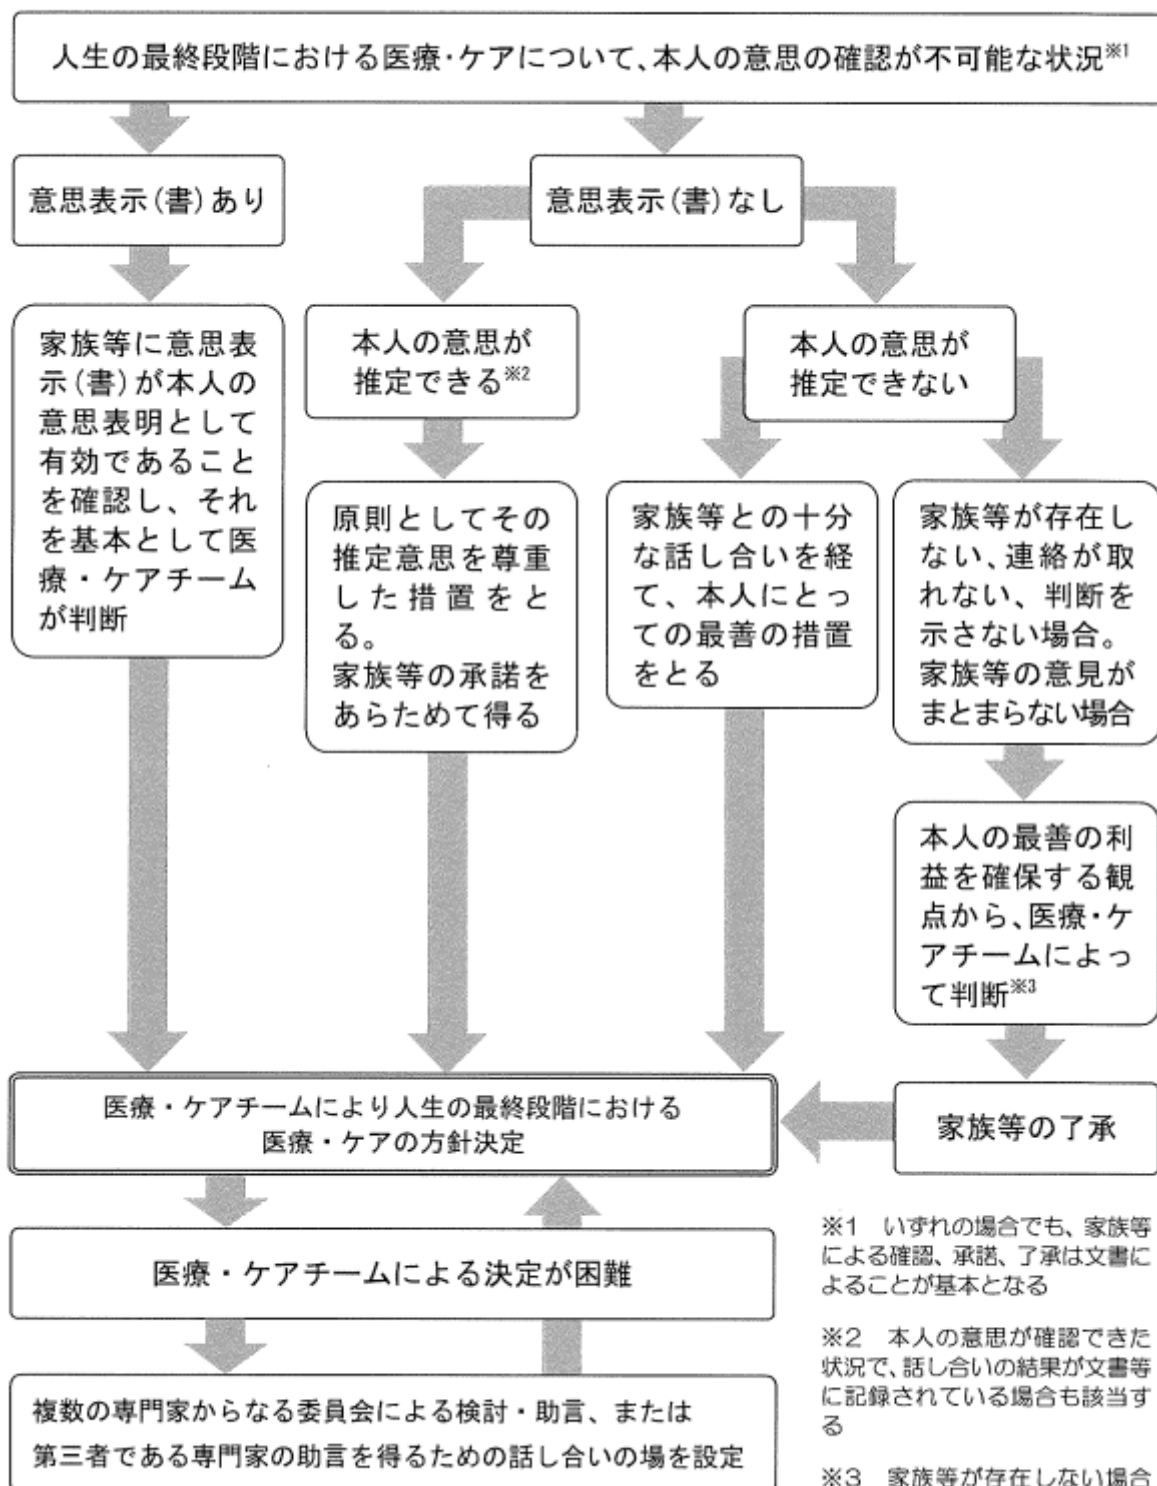 人生の最終段階における医療・ケアについて、本人の意思の確認が不可能な状況※1
意思表示(書)あり
意思表示(書)なし
家族等に意思表
示(書)が本人の
意思表明として
有効であること
を確認し、それ
を基本として医
療・ケアチーム
が判断
本人の意思が
推定できる※2
本人の意思が
推定できない
原則としてその
推定意思を尊重
した措置をと
る。
家族等の承諾を
あらためて得る
家族等との十分
な話し合いを経
て、本人にとっ
ての最善の措置
をとる
家族等が存在し
ない、連絡が取
れない、判断を
示さない場合。
家族等の意見が
まとまらない場合
本人の最善の利
益を確保する観
点から、医療・ケ
アチームによっ
て判断※3
家族等の了承
医療・ケアチームにより人生の最終段階における
医療・ケアの方針決定
医療・ケアチームによる決定が困難
複数の専門家からなる委員会による検討・助言、または
第三者である専門家の助言を得るための話し合いの場を設定
※1 いずれの場合でも、家族等
による確認、承諾、了承は文書に
よることが基本となる
※2 本人の意思が確認できた
状況で、話し合いの結果が文書等
に記録されている場合も該当す
る
※3 家族等が存在しない場合